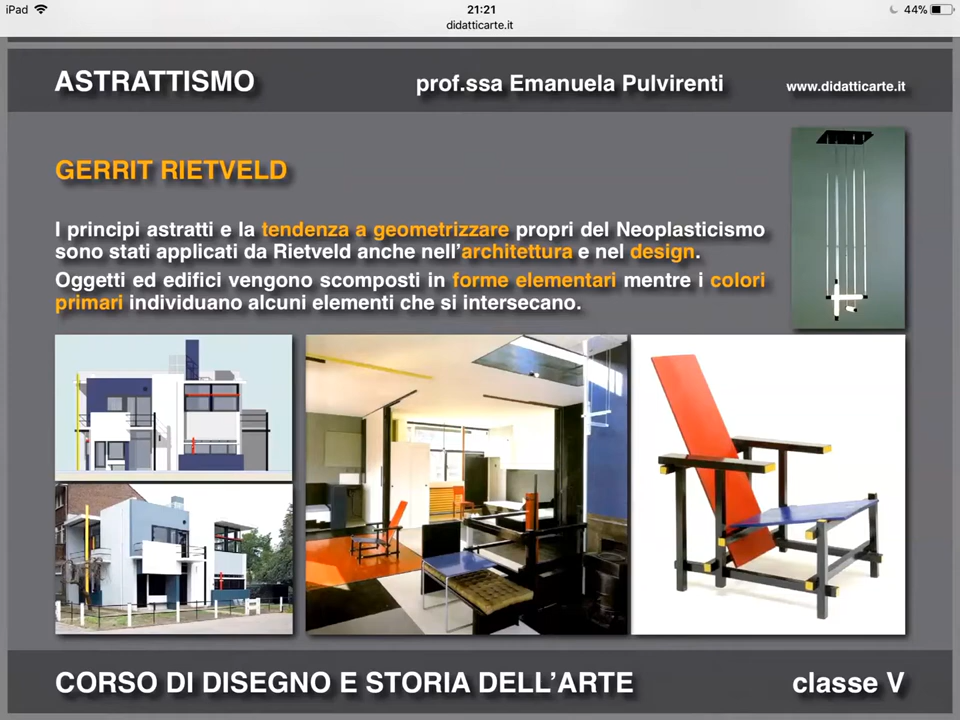 iPad 21:21 44%
didatticarte.it
ASTRATTISMO prof.ssa Emanuela Pulvirenti www.didatticarte.it
GERRIT RIETVELD
I principi astratti e la tendenza a geometrizzare propri del Neoplasticismo
sono stati applicati da Rietveld anche nell’architettura e nel design.
Oggetti ed edifici vengono scomposti in forme elementari mentre i colori
primari individuano alcuni elementi che si intersecano.
CORSO DI DISEGNO E STORIA DELL’ARTE classe V